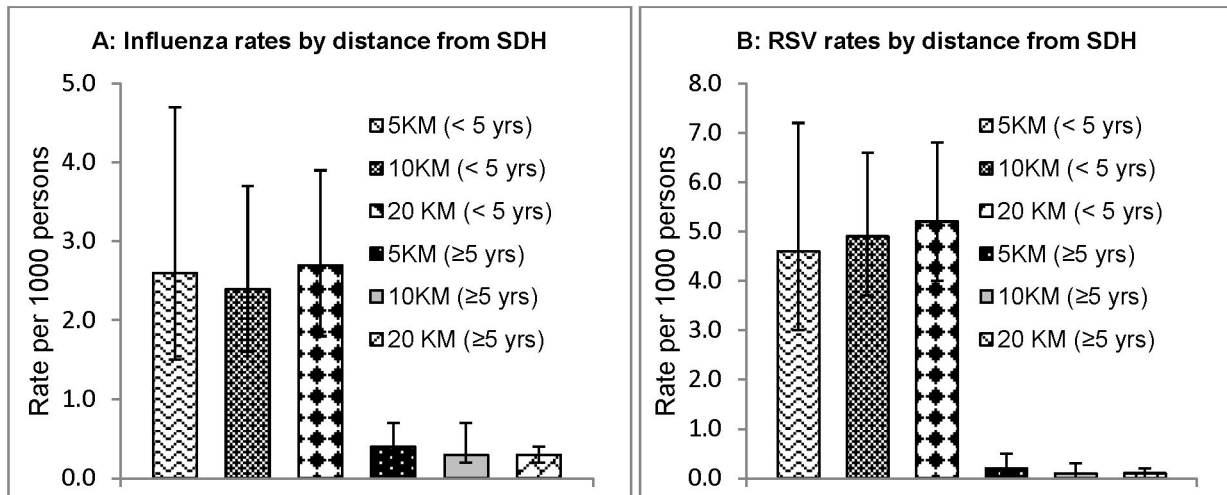 A: Influenza rates by distance from SDH
5.0
4.0
3.0
2.0
1.0
0.0
Rate per 1000 persons
5KM (< 5 yrs)
10KM (< 5 yrs)
20 KM (< 5 yrs)
5KM (≥5 yrs)
10KM (≥5 yrs)
20 KM (≥5 yrs)
B: RSV rates by distance from SDH
8.0
7.0
6.0
5.0
4.0
3.0
2.0
1.0
0.0
Rate per 1000 persons
5KM (< 5 yrs)
10KM (< 5 yrs)
20 KM (< 5 yrs)
5KM (≥5 yrs)
10KM (≥5 yrs)
20 KM (≥5 yrs)